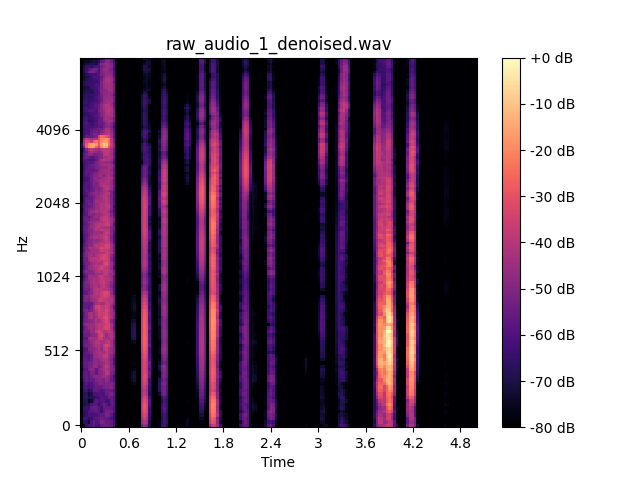 raw_audio_1_denoised.wav
Hz
4096
2048
1024
512
0
0
0.6
1.2
1.8
2.4
3
3.6
4.2
4.8
Time
+0 dB
-10 dB
-20 dB
-30 dB
-40 dB
-50 dB
-60 dB
-70 dB
-80 dB